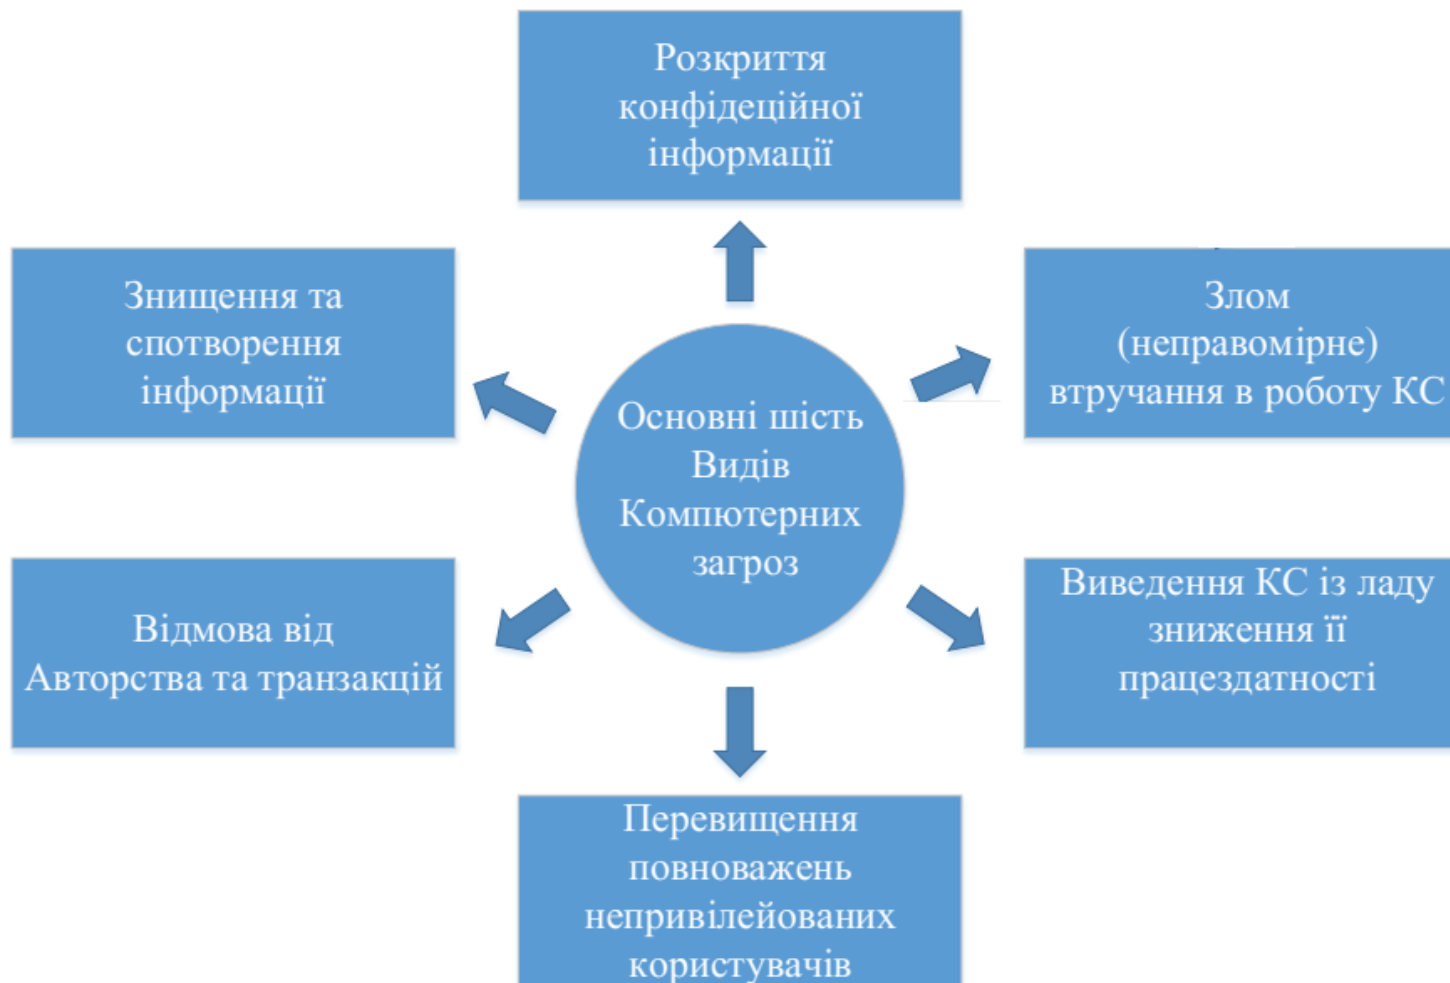 Розкриття
конфідеційної
інформації
Знищення та
спотворення
інформації
Злом
(неправомірне)
втручання в роботу КС
Основні шість
Видів
Компютерних
загроз
Відмова від
Авторства та транзакцій
Виведення КС із ладу
зниження її
працездатності
Перевищення
повноважень
непривілейованих
користувачів